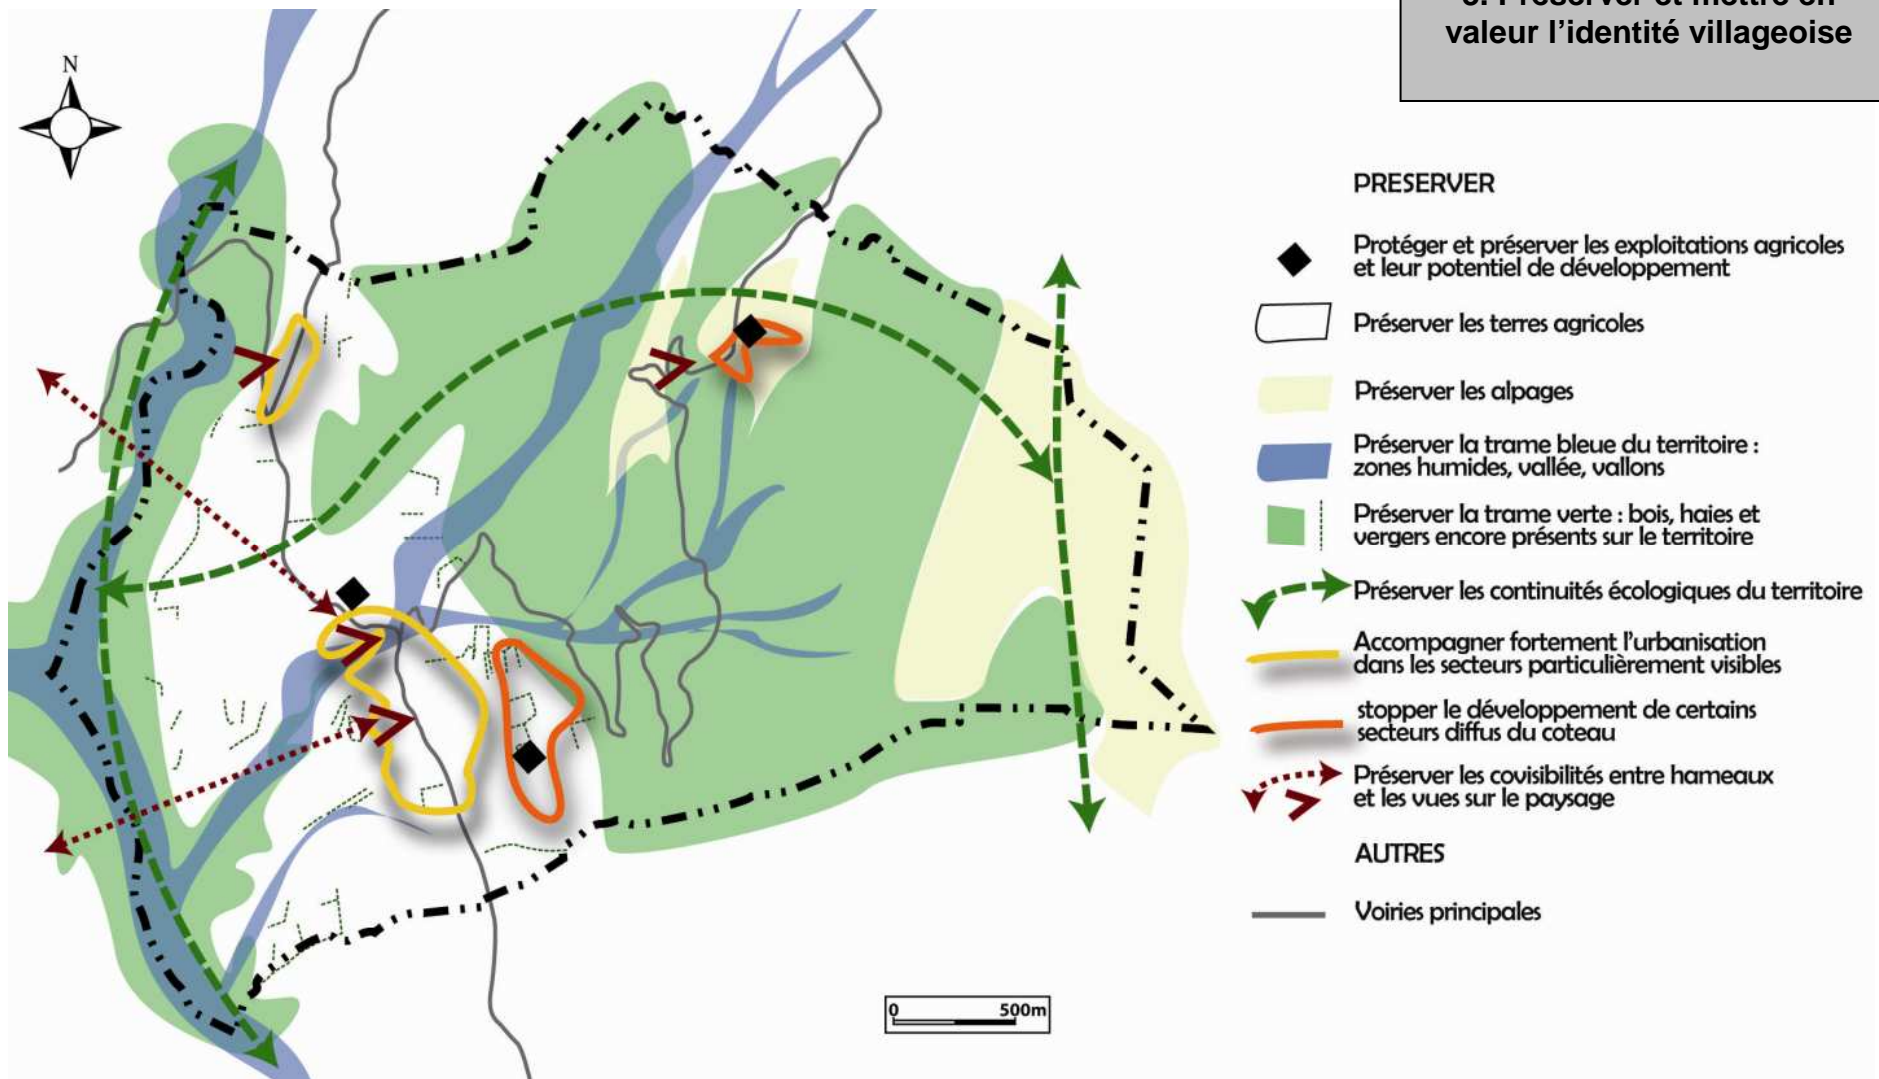 valeur l'identité villageoise
N
PRESERVER
Protéger et préserver les exploitations agricoles
et leur potentiel de développement
Préserver les terres agricoles
Préserver les alpages
Préserver la trame bleue du territoire :
zones humides, vallée, vallons
Préserver la trame verte : bois, haies et
vergers encore présents sur le territoire
Préserver les continuités écologiques du territoire
Accompagner fortement l'urbanisation
dans les secteurs particulièrement visibles
stopper le développement de certains
secteurs diffus du coteau
Préserver les covisibilités entre hameaux
et les vues sur le paysage
AUTRES
Voiries principales
0 500m